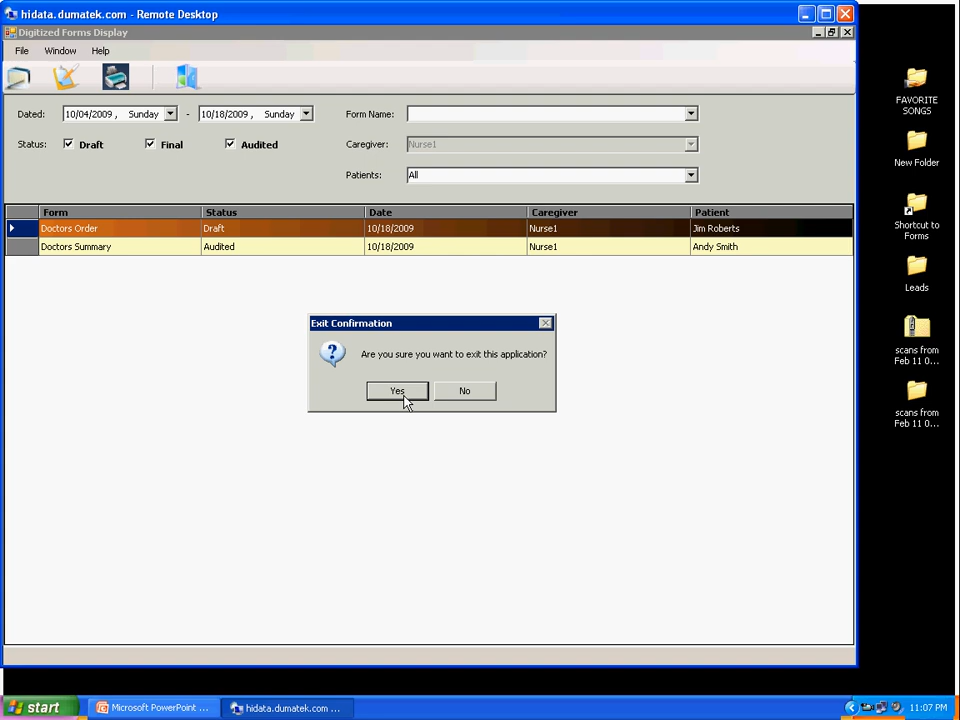 hidata.dumatek.com - Remote Desktop
Digitized Forms Display
File Window Help
Dated: 10/04/2009 , Sunday - 10/18/2009 , Sunday Form Name:
Status: Draft Final Audited Caregiver: Nurse1
Patients: All
Form Status Date Caregiver Patient
Doctors Order Draft 10/18/2009 Nurse1 Jim Roberts
Doctors Summary Audited 10/18/2009 Nurse1 Andy Smith
Exit Confirmation
Are you sure you want to exit this application?
Yes No
FAVORITE
SONGS
New Folder
Shortcut to
Forms
Leads
scans from
Feb 11 0...
scans from
Feb 11 0...
start Microsoft PowerPoint ... hidata.dumatek.com ... 11:07 PM